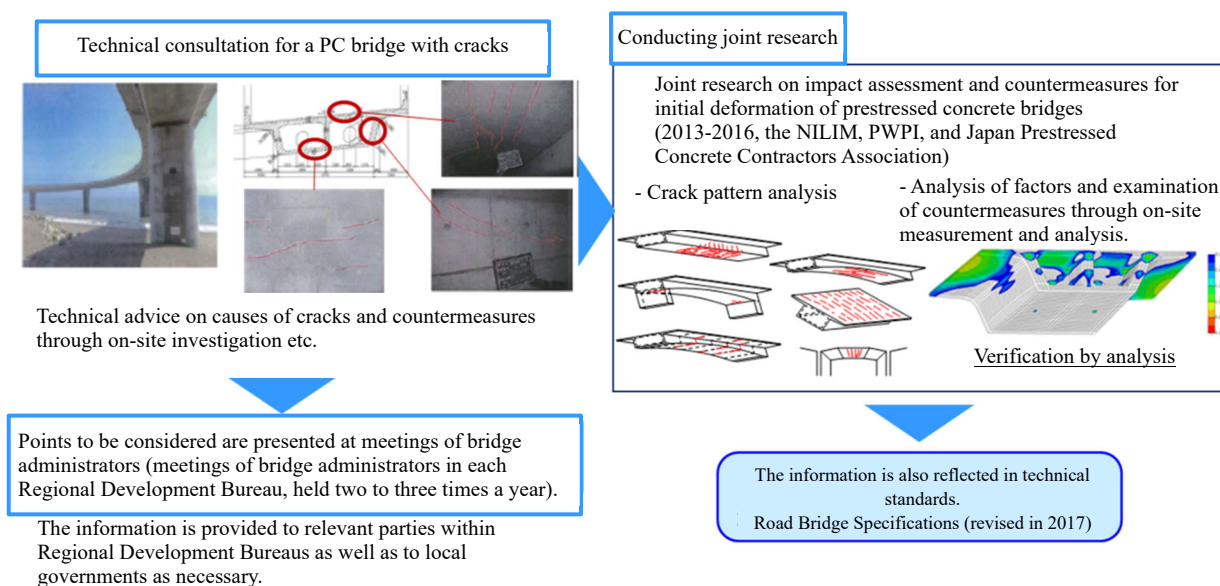 Technical consultation for a PC bridge with cracks
Technical advice on causes of cracks and countermeasures
through on-site investigation etc.
Points to be considered are presented at meetings of bridge
administrators (meetings of bridge administrators in each
Regional Development Bureau, held two to three times a year).
The information is provided to relevant parties within
Regional Development Bureaus as well as to local
governments as necessary.
Conducting joint research
Joint research on impact assessment and countermeasures for
initial deformation of prestressed concrete bridges
(2013-2016, the NILIM, PWPI, and Japan Prestressed
Concrete Contractors Association)
- Crack pattern analysis
- Analysis of factors and examination
of countermeasures through on-site
measurement and analysis.
Verification by analysis
The information is also reflected in technical
standards.
Road Bridge Specifications (revised in 2017)